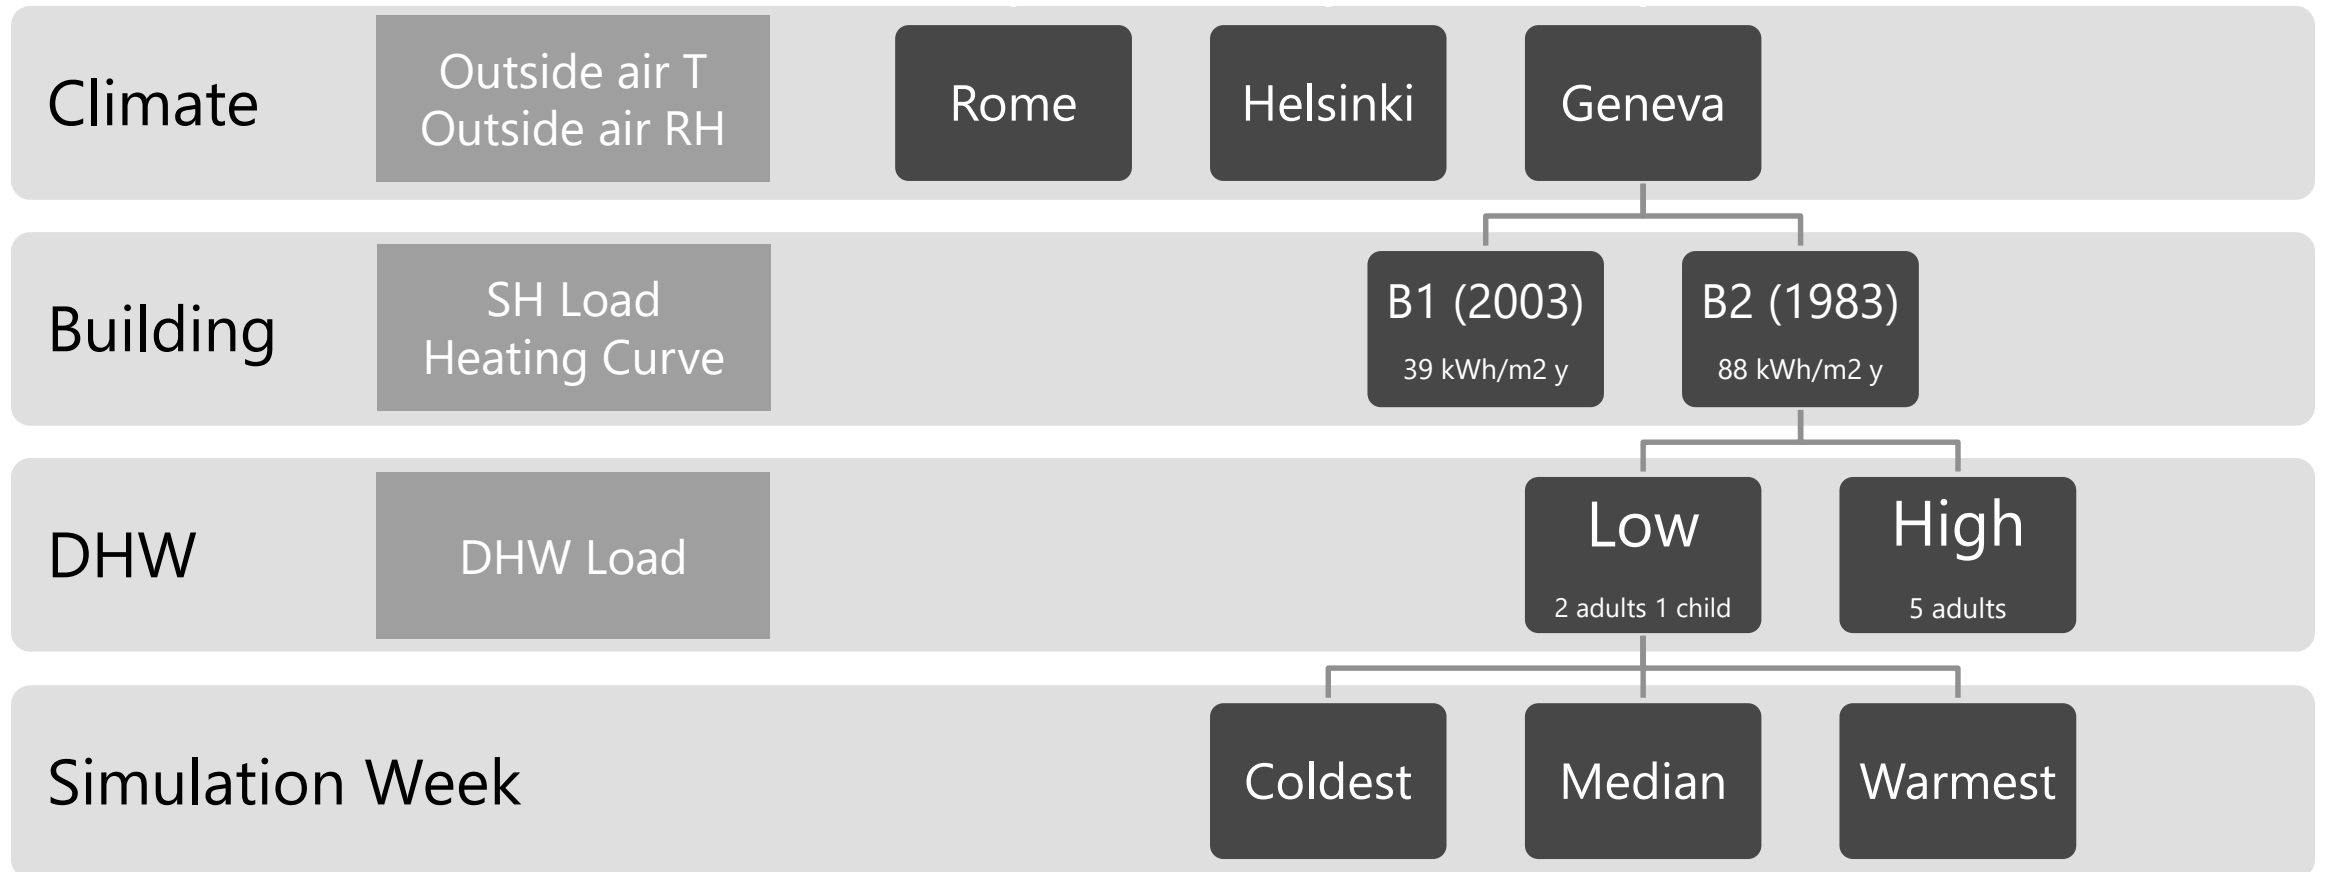 Climate
Outside air T
Outside air RH
Rome
Helsinki
Geneva
Building
SH Load
Heating Curve
B1 (2003)
39 kWh/m2 y
B2 (1983)
88 kWh/m2 y
DHW
DHW Load
Low
2 adults 1 child
High
5 adults
Simulation Week
Coldest
Median
Warmest